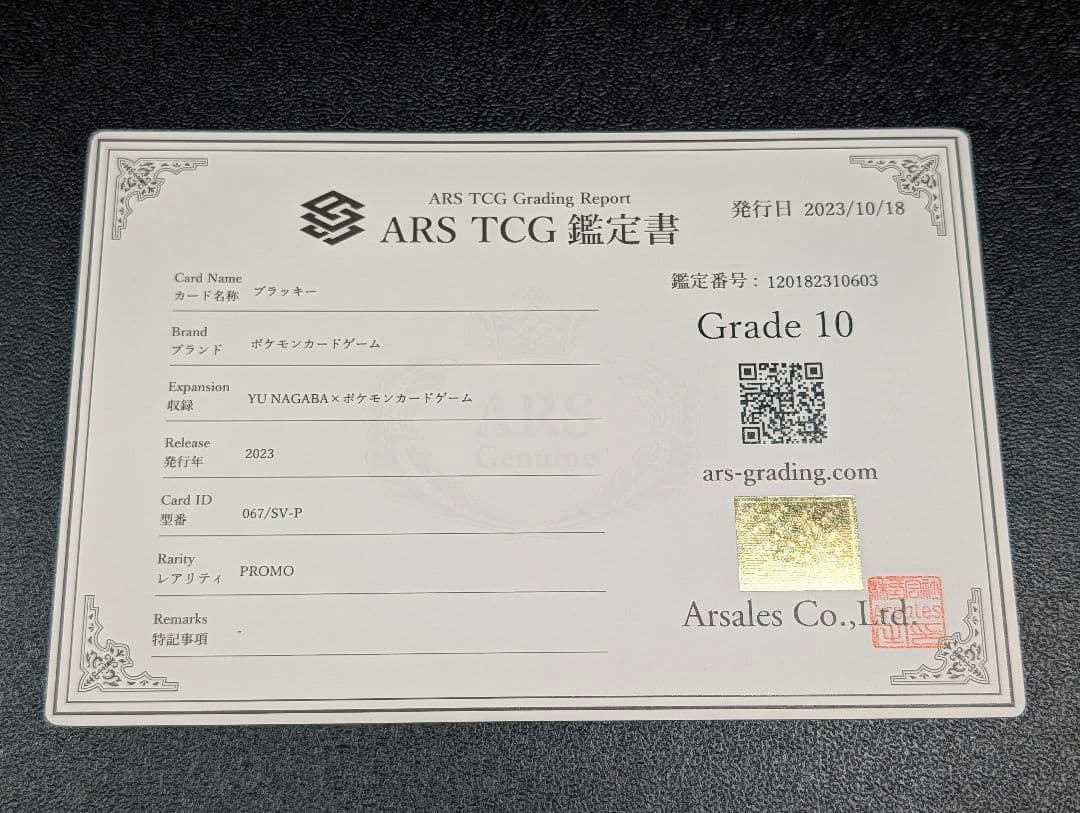 ARS TCG Grading Report
ARS TCG 鑑定書
発行日 2023/10/18
Card Name
カード名称 ブラッキー
Brand
ブランド ポケモンカードゲーム
Expansion
収録 YU NAGABA×ポケモンカードゲーム
Release
発行年 2023
Card ID
型番 067/SV-P
Rarity
レアリティ PROMO
Remarks
特記事項 -
鑑定番号：120182310603
Grade 10
ars-grading.com
Arsales Co.,Ltd.
ARS
Genuine